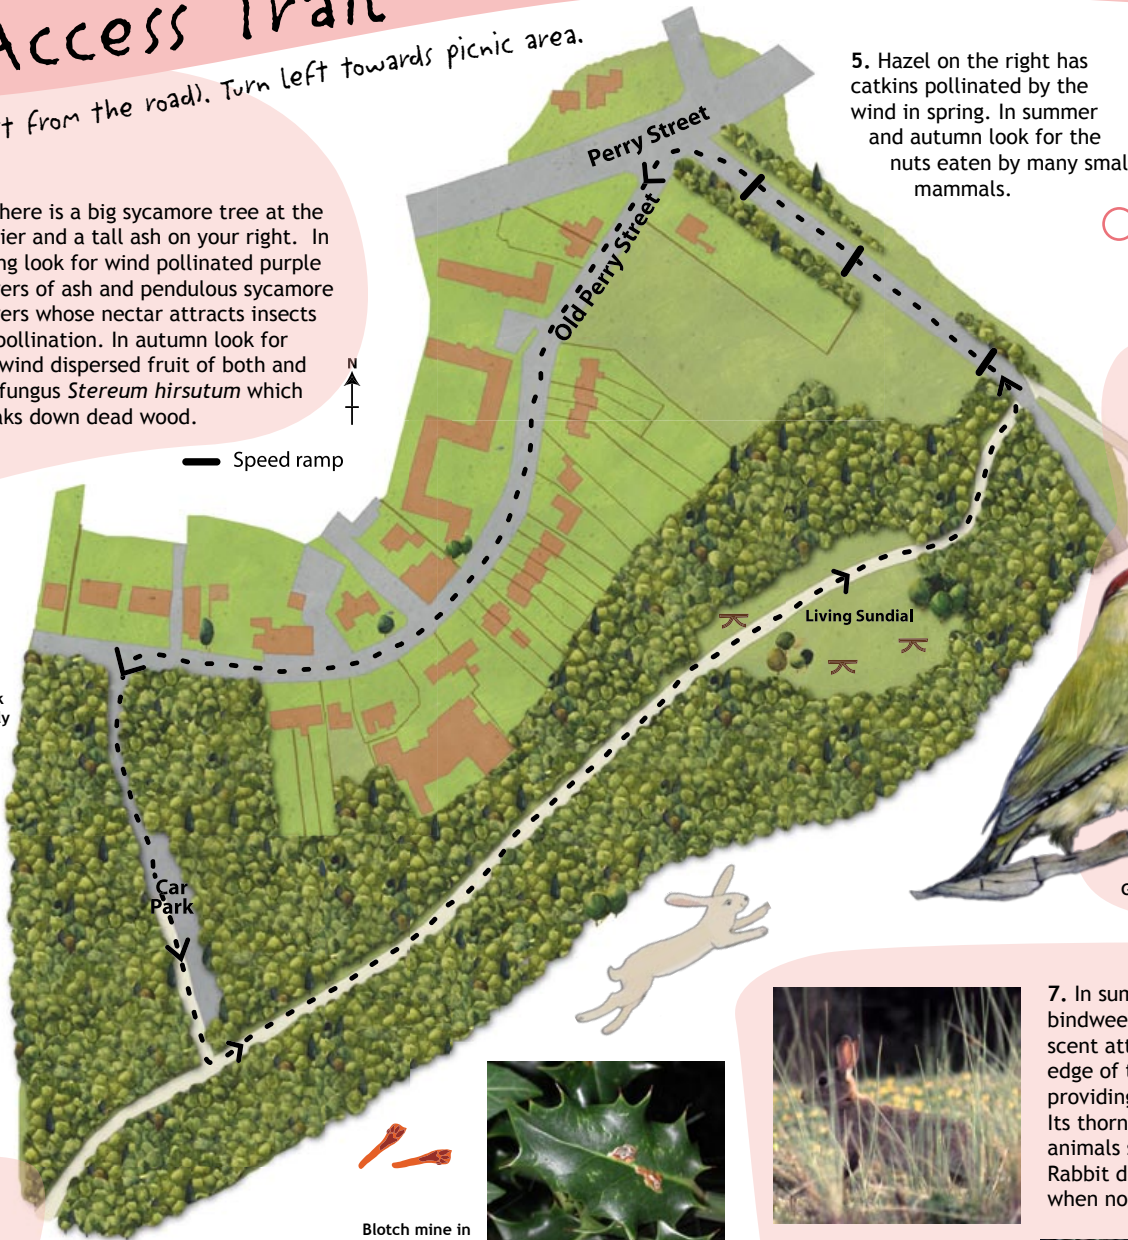 Access Trail
from the road). Turn left towards picnic area.
here is a big sycamore tree at the
ier and a tall ash on your right. In
ng look for wind pollinated purple
ers of ash and pendulous sycamore
ers whose nectar attracts insects
pollination. In autumn look for
wind dispersed fruit of both and
fungus Stereum hirsutum which
aks down dead wood.
N
Speed ramp
5. Hazel on the right has
catkins pollinated by the
wind in spring. In summer
and autumn look for the
nuts eaten by many smal
mammals.
Perry Street
Old Perry Street
Living Sundial
k
ly
Car
Park
G
7. In sum
bindwee
scent att
edge of t
providing
Its thorn
animals s
Rabbit d
when no
Blotch mine in